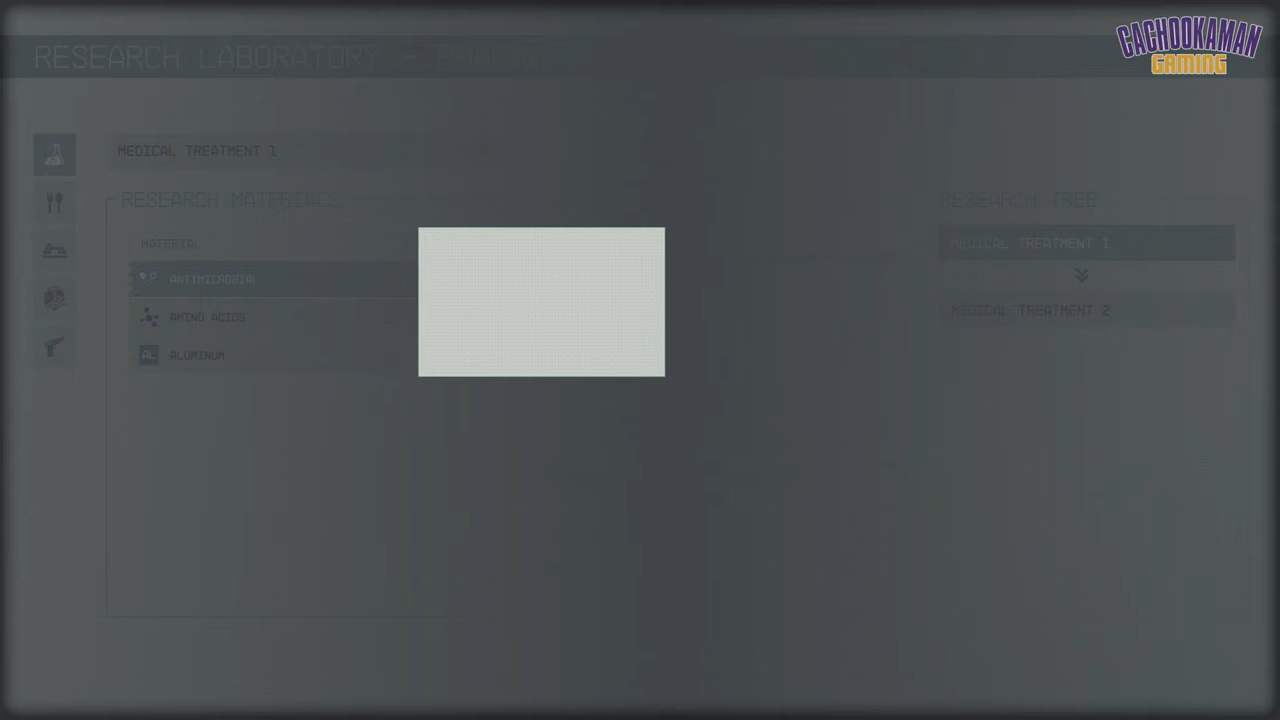 CACHOOKAMAN
GAMING
RESEARCH LABORATORY -
MEDICAL TREATMENT 1
RESEARCH MATERIALS
MATERIAL
ANTIMICROBIAL
AMINO ACIDS
AL ALUMINUM
RESEARCH TREE
MEDICAL TREATMENT 1
MEDICAL TREATMENT 2